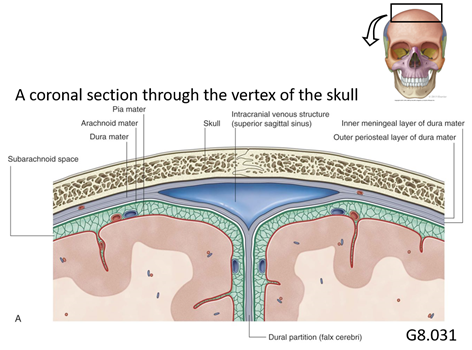 A coronal section through the vertex of the skull
Pia mater
Arachnoid mater
Dura mater
Subarachnoid space
Skull
Intracranial venous structure
(superior sagittal sinus)
Inner meningeal layer of dura mater
Outer periosteal layer of dura mater
A
Dural partition (falx cerebri)
G8.031